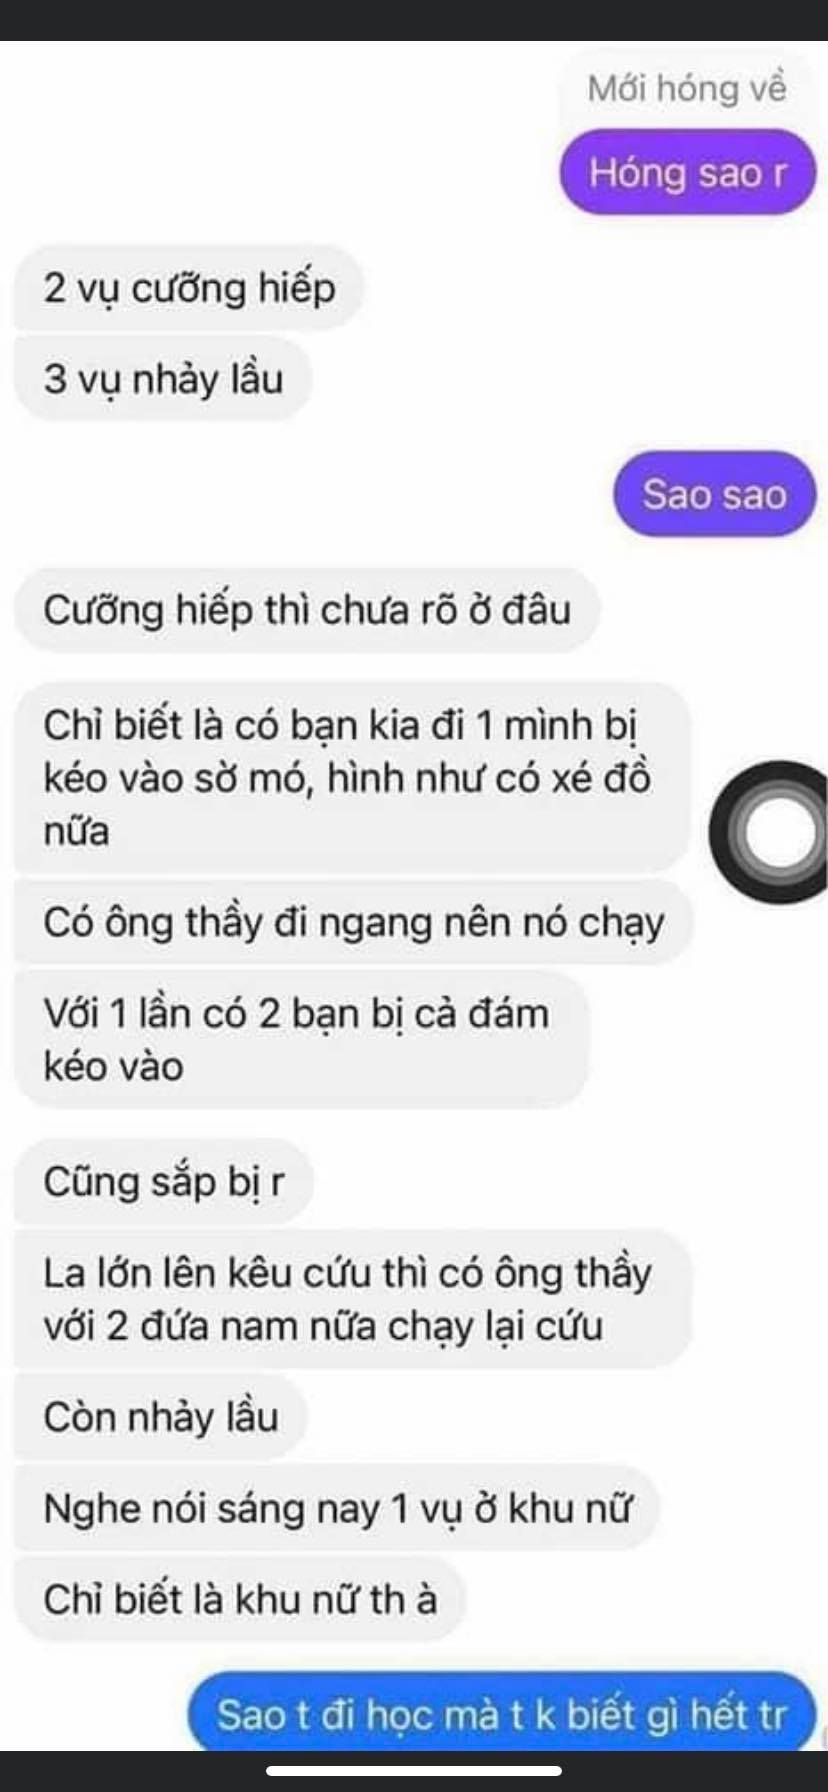 Mới hóng về
Hóng sao r
2 vụ cưỡng hiếp
3 vụ nhảy lầu
Sao sao
Cưỡng hiếp thì chưa rõ ở đâu
Chỉ biết là có bạn kia đi 1 mình bị
kéo vào sờ mó, hình như có xé đồ
nữa
Có ông thầy đi ngang nên nó chạy
Với 1 lần có 2 bạn bị cả đám
kéo vào
Cũng sắp bị r
La lớn lên kêu cứu thì có ông thầy
với 2 đứa nam nữa chạy lại cứu
Còn nhảy lầu
Nghe nói sáng nay 1 vụ ở khu nữ
Chỉ biết là khu nữ th à
Sao t đi học mà t k biết gì hết tr